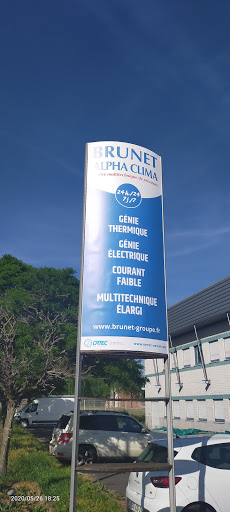 BRUNET
ALPHA CLIMA
24h/24
7j/7
GÉNIE
THERMIQUE
GÉNIE
ÉLECTRIQUE
COURANT
FAIBLE
MULTITECHNIQUE
ÉLARGI
www.brunet-groupe.fr
2020/05/26 18:25